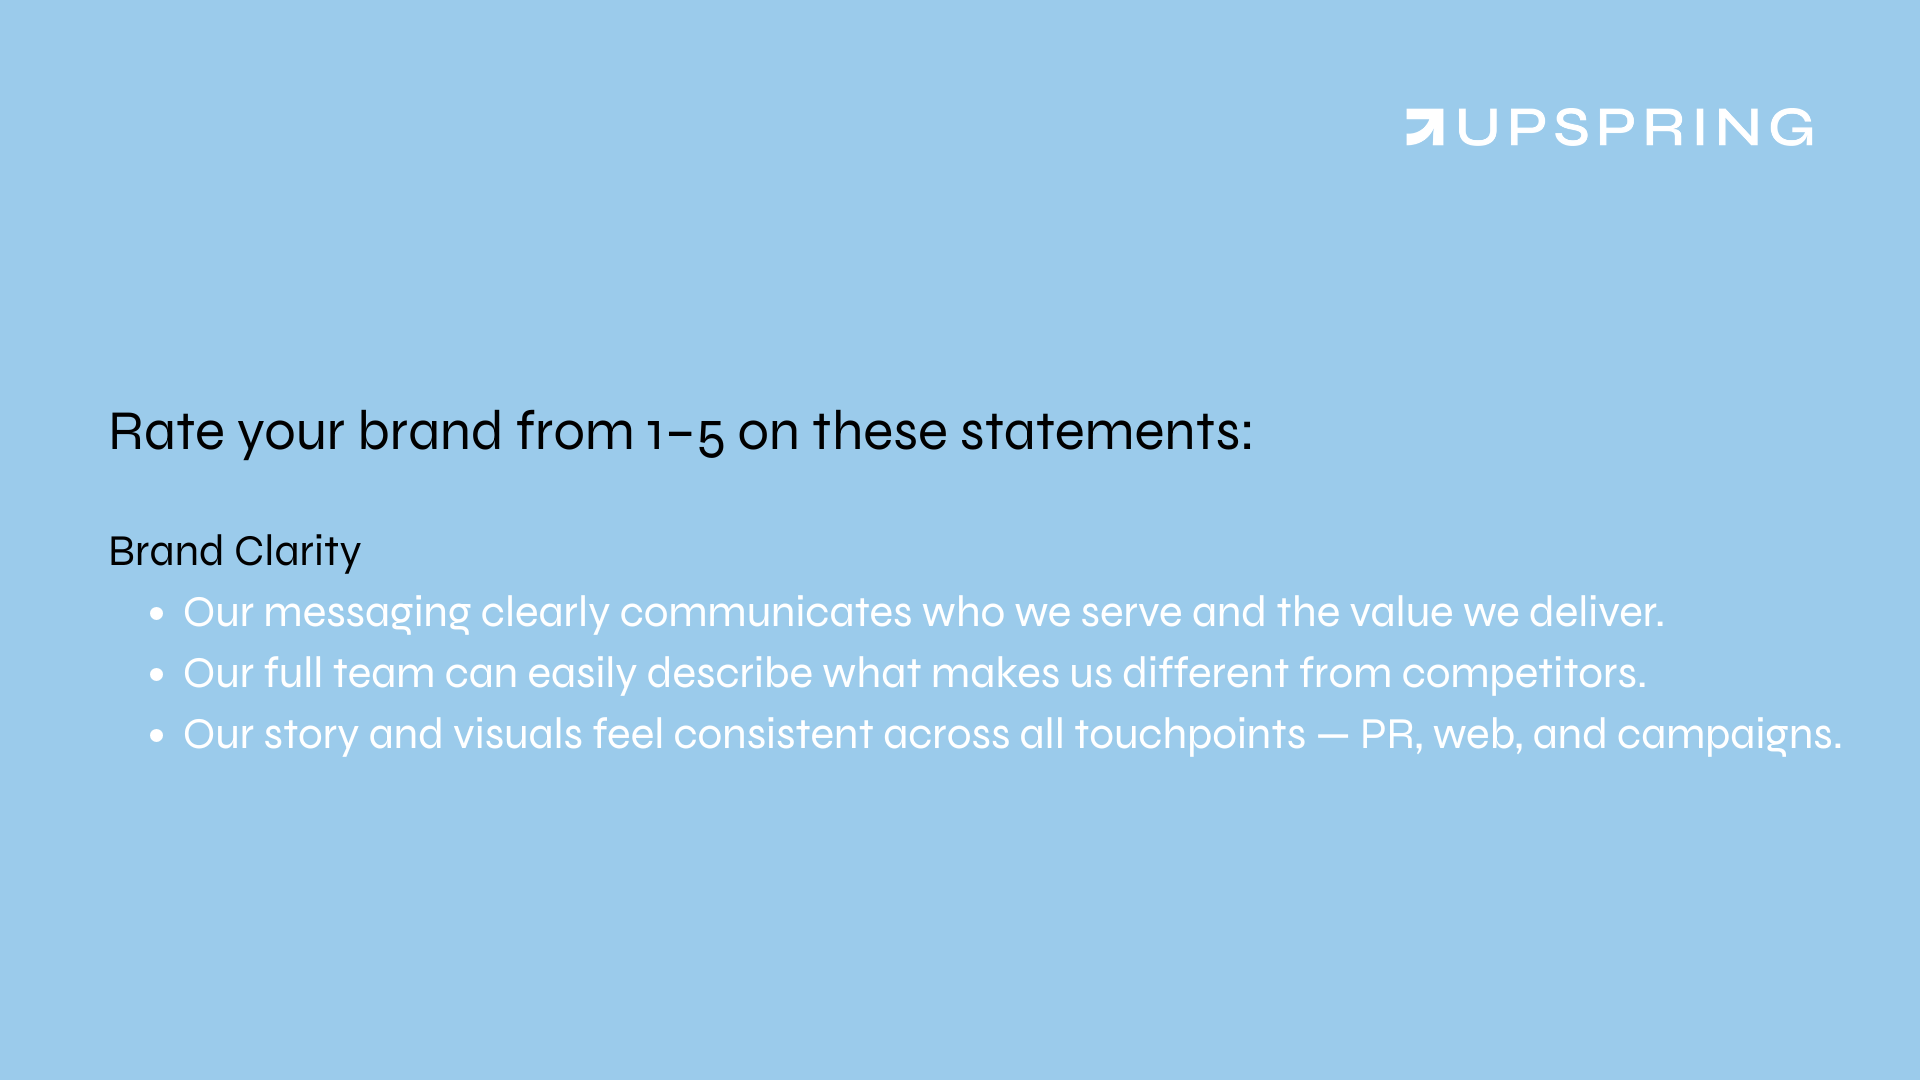 UPSPRING
Rate your brand from 1–5 on these statements:
Brand Clarity
• Our messaging clearly communicates who we serve and the value we deliver.
• Our full team can easily describe what makes us different from competitors.
• Our story and visuals feel consistent across all touchpoints — PR, web, and campaigns.